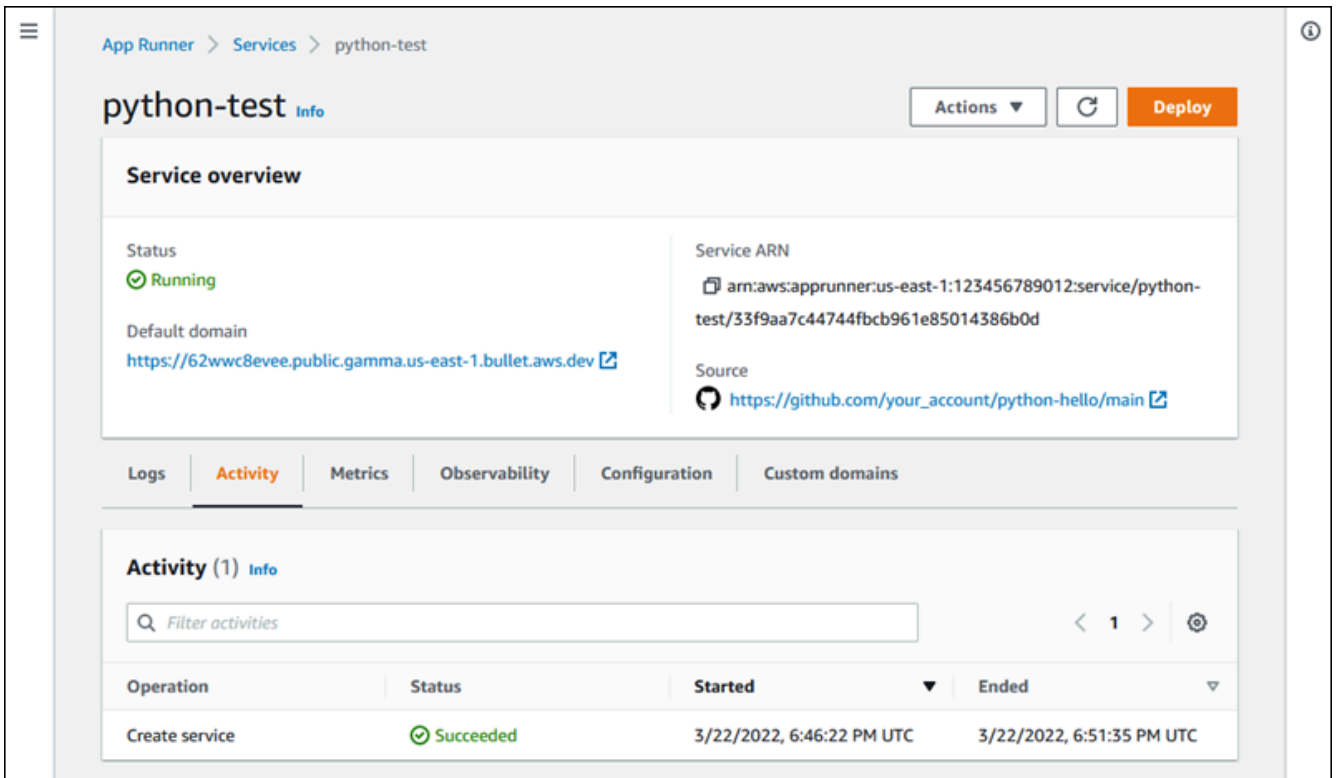 App Runner > Services > python-test
python-test Info
Actions ▼ Deploy
Service overview
Status
Running
Default domain
https://62wwc8evee.public.gamma.us-east-1.bullet.aws.dev
Service ARN
arn:aws:apprunner:us-east-1:123456789012:service/python-
test/33f9aa7c44744fbcb961e85014386b0d
Source
https://github.com/your_account/python-hello/main
Logs Activity Metrics Observability Configuration Custom domains
Activity (1) Info
Filter activities
< 1 >
Operation Status Started ▼ Ended ▽
Create service Succeeded 3/22/2022, 6:46:22 PM UTC 3/22/2022, 6:51:35 PM UTC